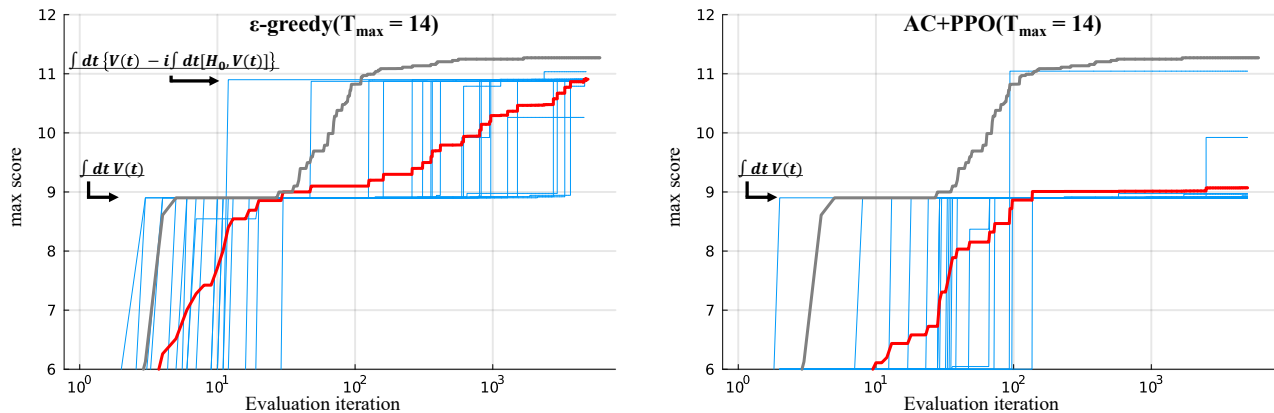 ε-greedy(T_max = 14)
∫ dt {V(t) − i∫ dt[H_0, V(t)]}
∫ dt V(t)
max score
11
10
9
8
7
6
10^0
10^1
10^2
10^3
Evaluation iteration
AC+PPO(T_max = 14)
∫ dt V(t)
max score
11
10
9
8
7
6
10^0
10^1
10^2
10^3
Evaluation iteration